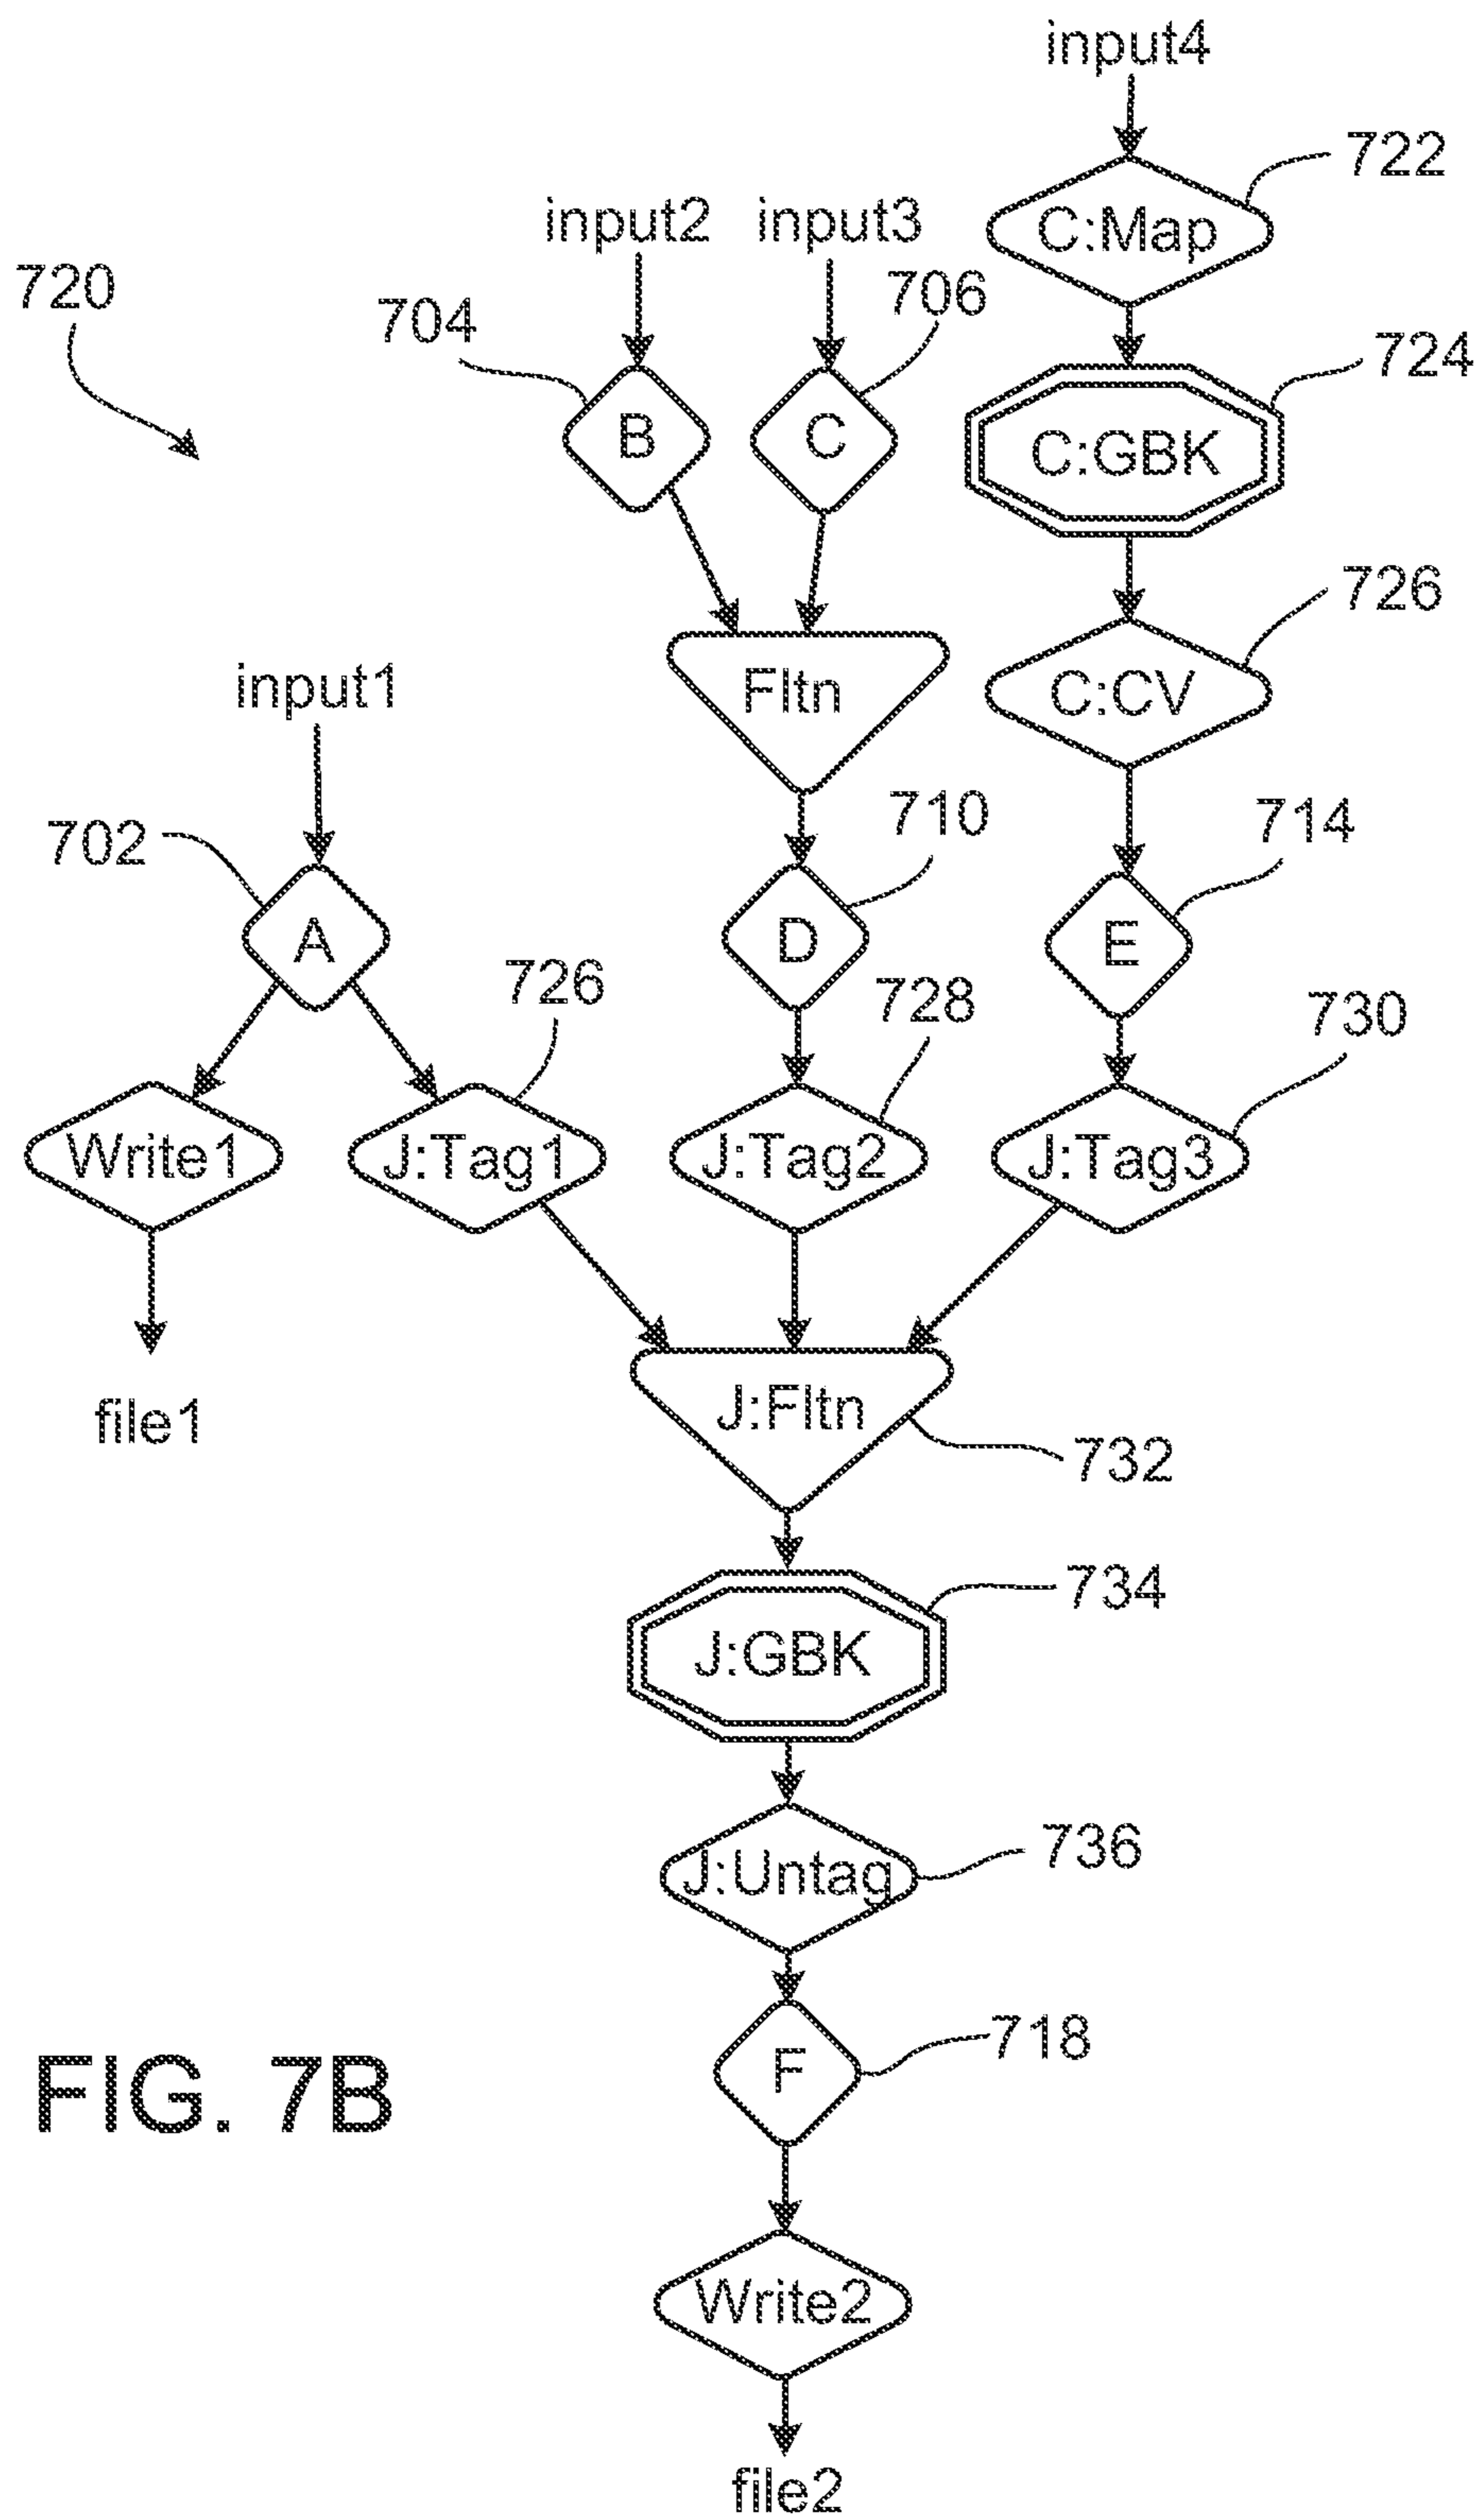 input4
722
C:Map
input2
input3
720
704
706
724
B
C
C:GBK
726
input1
Fltn
C:CV
702
710
714
A
D
E
726
728
730
Write1
J:Tag1
J:Tag2
J:Tag3
file1
J:Fltn
732
734
J:GBK
736
J:Untag
718
F
FIG. 7B
Write2
file2